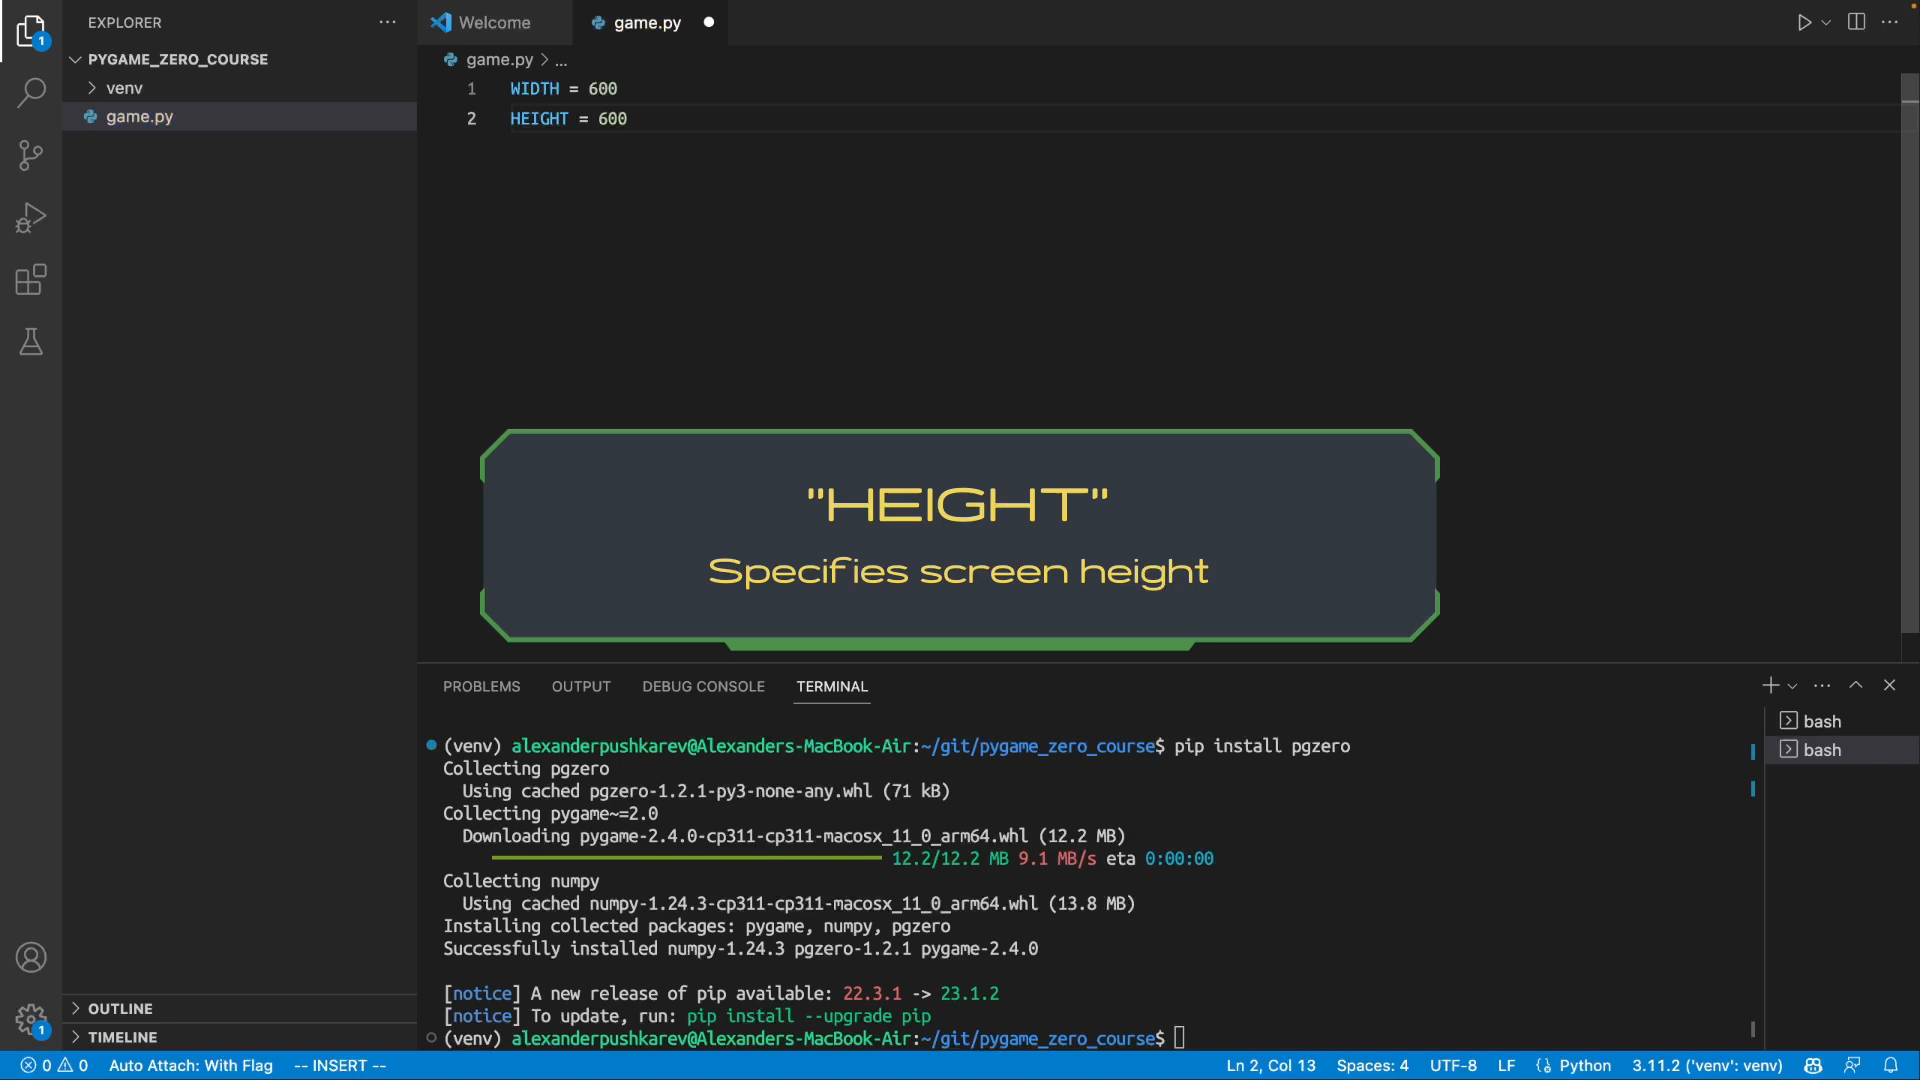 EXPLORER
PYGAME_ZERO_COURSE
venv
game.py
OUTLINE
TIMELINE
Welcome
game.py
game.py > ...
1 WIDTH = 600
2 HEIGHT = 600
"HEIGHT"
Specifies screen height
PROBLEMS OUTPUT DEBUG CONSOLE TERMINAL
(venv) alexanderpushkarev@Alexanders-MacBook-Air:~/git/pygame_zero_course$ pip install pgzero
Collecting pgzero
Using cached pgzero-1.2.1-py3-none-any.whl (71 kB)
Collecting pygame~=2.0
Downloading pygame-2.4.0-cp311-cp311-macosx_11_0_arm64.whl (12.2 MB)
12.2/12.2 MB 9.1 MB/s eta 0:00:00
Collecting numpy
Using cached numpy-1.24.3-cp311-cp311-macosx_11_0_arm64.whl (13.8 MB)
Installing collected packages: pygame, numpy, pgzero
Successfully installed numpy-1.24.3 pgzero-1.2.1 pygame-2.4.0
[notice] A new release of pip available: 22.3.1 -> 23.1.2
[notice] To update, run: pip install --upgrade pip
(venv) alexanderpushkarev@Alexanders-MacBook-Air:~/git/pygame_zero_course$
bash
bash
1
1
0 0 Auto Attach: With Flag -- INSERT -- Ln 2, Col 13 Spaces: 4 UTF-8 LF Python 3.11.2 ('venv': venv)